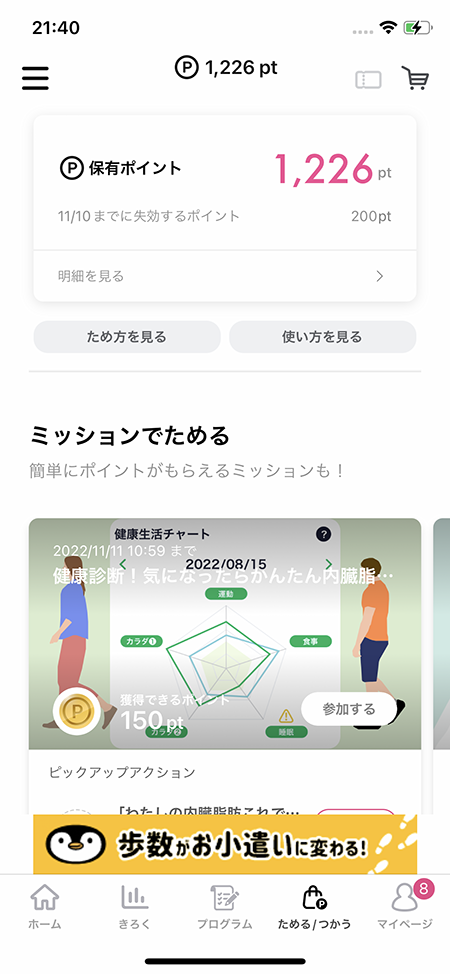 21:40
P 1,226 pt
P 保有ポイント 1,226 pt
11/10までに失効するポイント 200pt
明細を見る
ため方を見る 使い方を見る
ミッションでためる
簡単にポイントがもらえるミッションも！
健康生活チャート ?
2022/11/11 10:59 まで
2022/08/15
健康診断！気になったらかんたん内臓脂…
運動
カラダ❶ 食事
獲得できるポイント
P 150pt 参加する
カラダ❷ 睡眠
ピックアップアクション
「わたしの内臓脂肪これで…
歩数がお小遣いに変わる!
8
ホーム きろく プログラム ためる/つかう マイページ